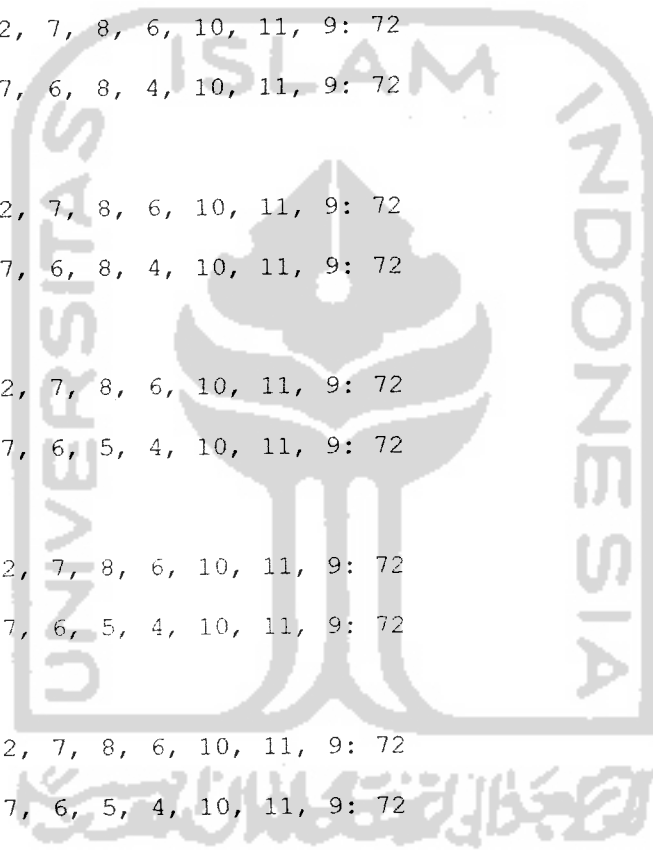 2, 7, 8, 6, 10, 11, 9: 72
7, 6, 8, 4, 10, 11, 9: 72
2, 7, 8, 6, 10, 11, 9: 72
7, 6, 8, 4, 10, 11, 9: 72
2, 7, 8, 6, 10, 11, 9: 72
7, 6, 5, 4, 10, 11, 9: 72
2, 7, 8, 6, 10, 11, 9: 72
7, 6, 5, 4, 10, 11, 9: 72
2, 7, 8, 6, 10, 11, 9: 72
7, 6, 5, 4, 10, 11, 9: 72
UNIVERSITAS
ISLAM
INDONESIA